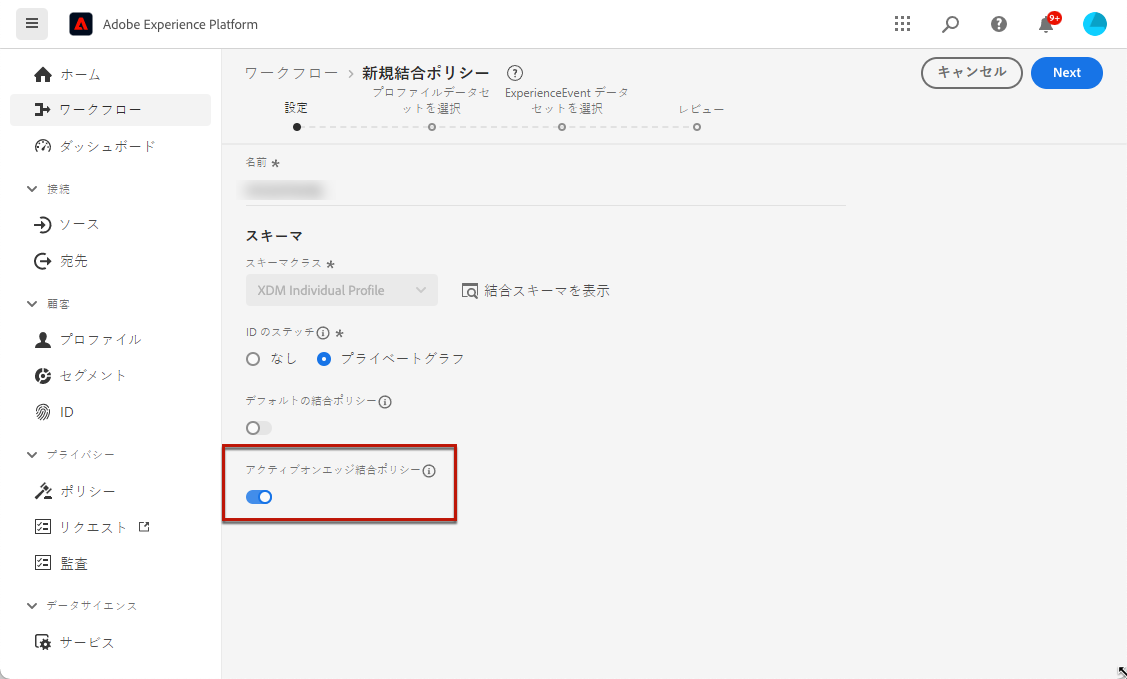 Adobe Experience Platform
9+
ホーム
ワークフロー
ダッシュボード
接続
ソース
宛先
顧客
プロファイル
セグメント
ID
プライバシー
ポリシー
リクエスト
監査
データサイエンス
サービス
ワークフロー > 新規結合ポリシー
キャンセル
Next
設定
プロファイルデータセ
ットを選択
ExperienceEvent データ
セットを選択
レビュー
名前 *
スキーマ
スキーマクラス *
XDM Individual Profile
結合スキーマを表示
ID のステッチ *
なし
プライベートグラフ
デフォルトの結合ポリシー
アクティブオンエッジ結合ポリシー